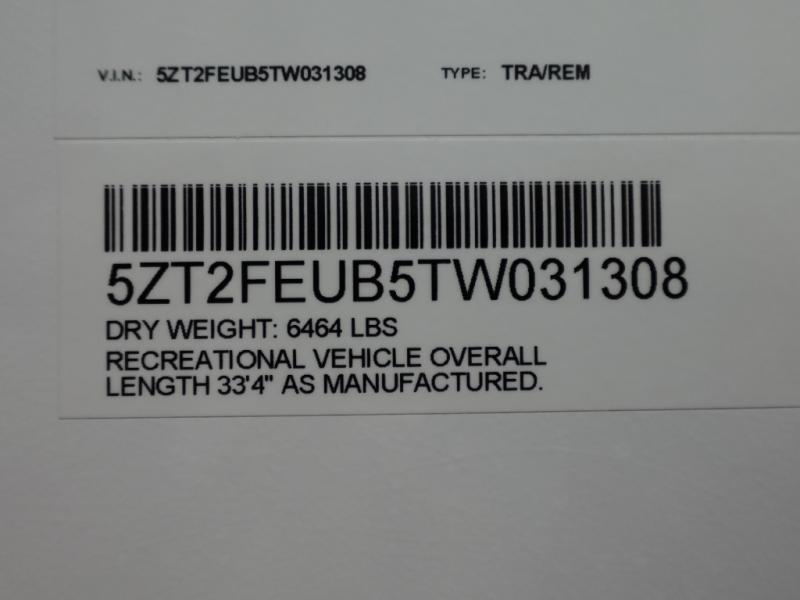 V.I.N.: 5ZT2FEUB5TW031308 TYPE: TRA/REM
5ZT2FEUB5TW031308
DRY WEIGHT: 6464 LBS
RECREATIONAL VEHICLE OVERALL
LENGTH 33'4" AS MANUFACTURED.